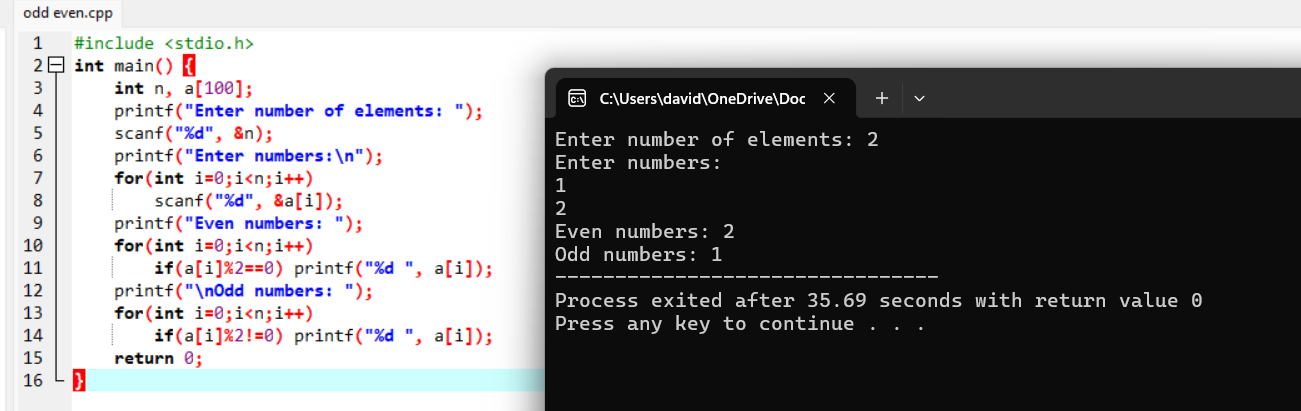 odd even.cpp
1 #include <stdio.h>
2 int main() {
3 int n, a[100];
4 printf("Enter number of elements: ");
5 scanf("%d", &n);
6 printf("Enter numbers:\n");
7 for(int i=0;i<n;i++)
8 scanf("%d", &a[i]);
9 printf("Even numbers: ");
10 for(int i=0;i<n;i++)
11 if(a[i]%2==0) printf("%d ", a[i]);
12 printf("\nOdd numbers: ");
13 for(int i=0;i<n;i++)
14 if(a[i]%2!=0) printf("%d ", a[i]);
15 return 0;
16 }
C:\Users\david\OneDrive\Doc
Enter number of elements: 2
Enter numbers:
1
2
Even numbers: 2
Odd numbers: 1
--------------------------------
Process exited after 35.69 seconds with return value 0
Press any key to continue . . .